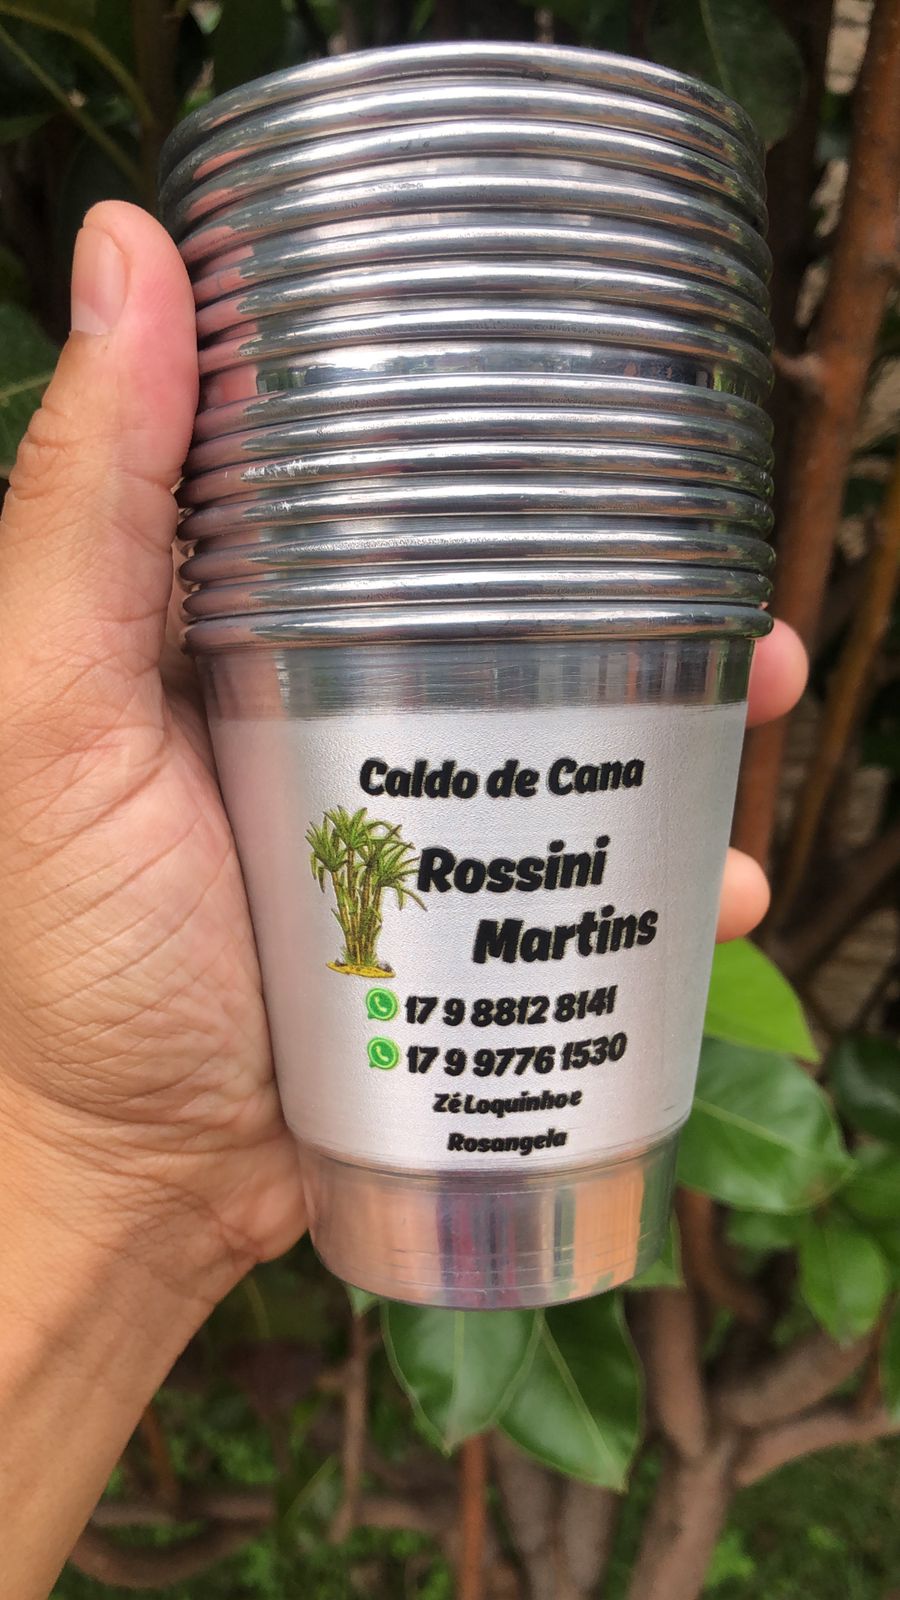 Caldo de Cana
Rossini
Martins
17 9 8812 8141
17 9 9776 1530
Zé Loquinho e
Rosangela